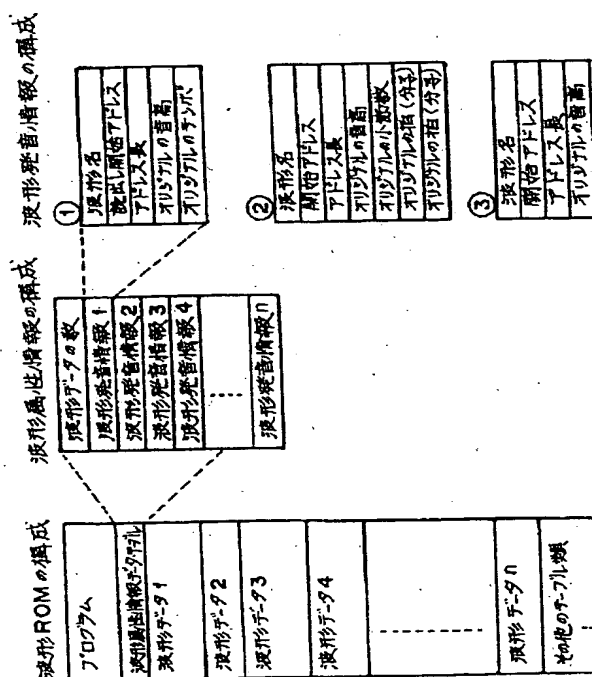 波形ROMの構成
プログラム
波形属性情報データテーブル
波形データ1
波形データ2
波形データ3
波形データ4
波形データn
その他のテーブル類
波形属性情報の構成
波形データの数
波形発音情報1
波形発音情報2
波形発音情報3
波形発音情報4
波形発音情報n
波形発音情報の構成
①
波形名
読出し開始アドレス
アドレス長
オリジナルの音高
オリジナルのテンポ
②
波形名
開始アドレス
アドレス長
オリジナルの音高
オリジナルの小節数
オリジナルの拍(分子)
オリジナルの拍(分母)
③
波形名
開始アドレス
アドレス長
オリジナルの音高